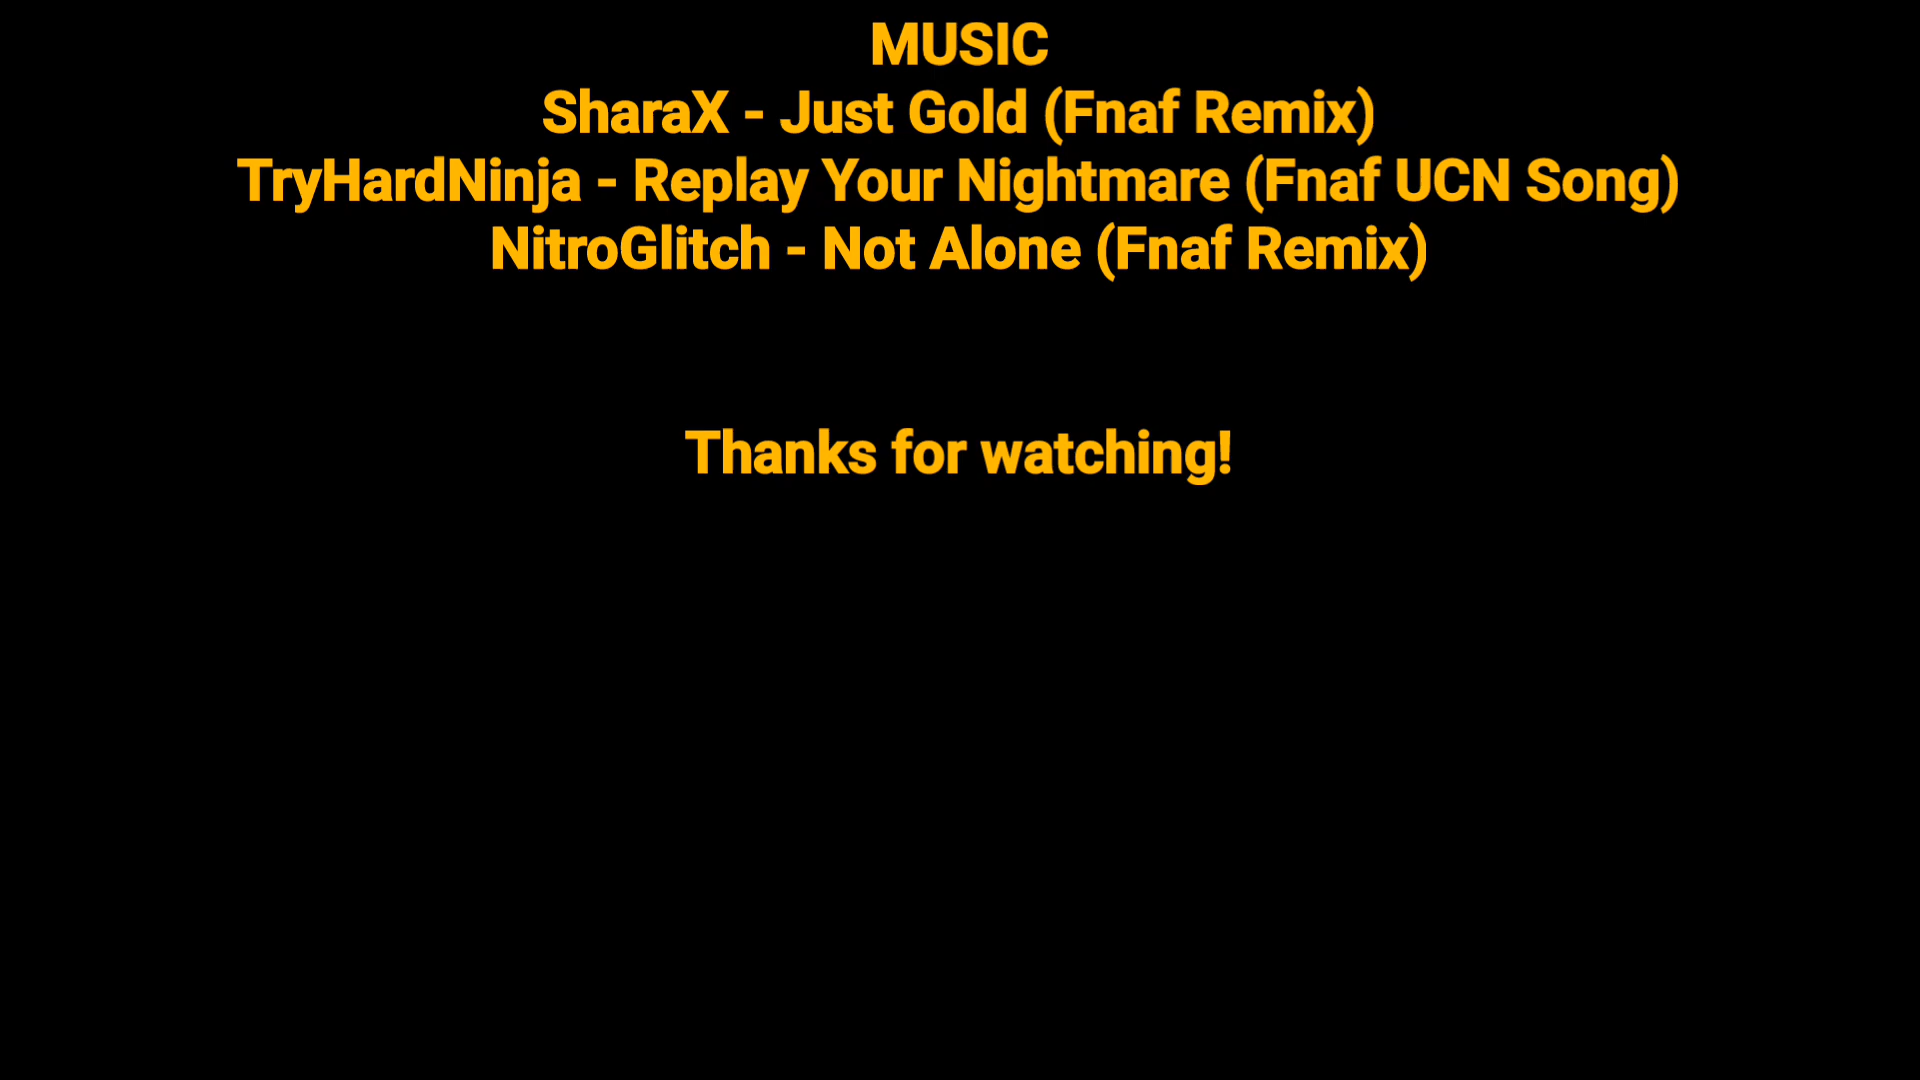 MUSIC
SharaX - Just Gold (Fnaf Remix)
TryHardNinja - Replay Your Nightmare (Fnaf UCN Song)
NitroGlitch - Not Alone (Fnaf Remix)
Thanks for watching!